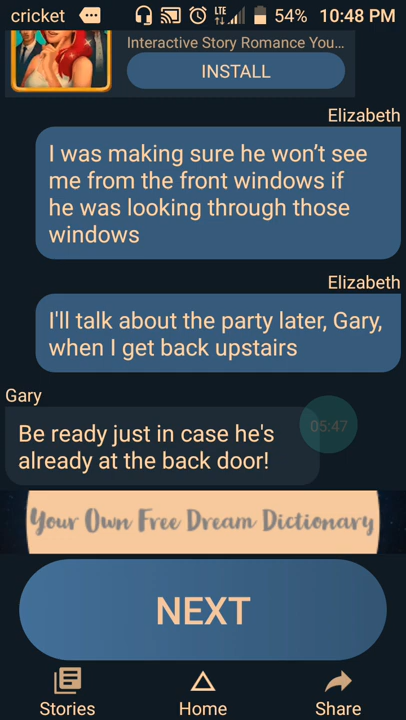 cricket LTE 54% 10:48 PM
Interactive Story Romance You...
INSTALL
Elizabeth
I was making sure he won’t see
me from the front windows if
he was looking through those
windows
Elizabeth
I'll talk about the party later, Gary,
when I get back upstairs
Gary
Be ready just in case he's
already at the back door!
05:47
Your Own Free Dream Dictionary
NEXT
Stories Home Share